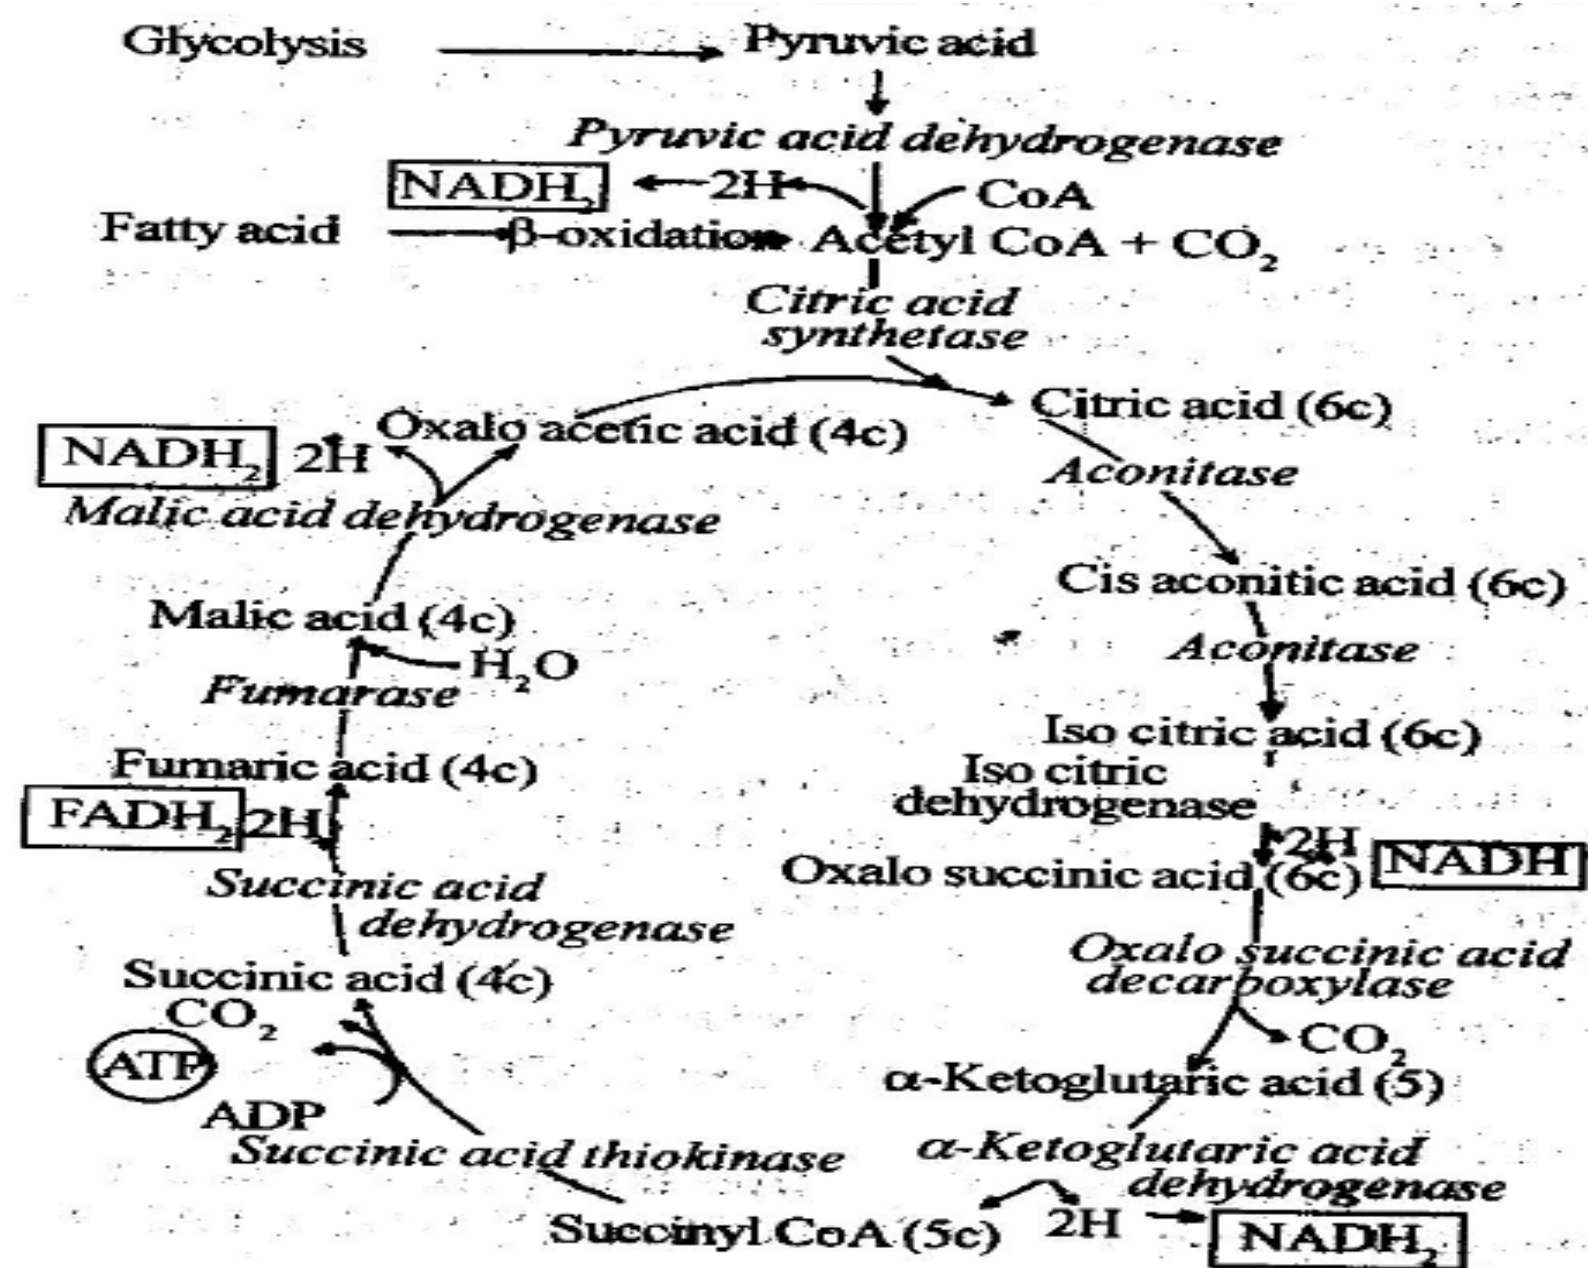 Glycolysis → Pyruvic acid
Pyruvic acid dehydrogenase
NADH₂ ← 2H CoA
Fatty acid → β-oxidation → Acetyl CoA + CO₂
Citric acid
synthetase
Citric acid (6c)
Oxalo acetic acid (4c)
NADH₂ 2H
Aconitase
Malic acid dehydrogenase
Cis aconitic acid (6c)
Malic acid (4c)
Aconitase
H₂O
Fumarase
Iso citric acid (6c)
Fumaric acid (4c)
Iso citric
dehydrogenase
FADH₂ 2H
2H NADH
Oxalo succinic acid (6c)
Succinic acid
dehydrogenase
Oxalo succinic acid
decarboxylase
Succinic acid (4c)
CO₂
CO₂
ATP
α-Ketoglutaric acid (5)
ADP
Succinic acid thiokinase
α-Ketoglutaric acid
dehydrogenase
Succinyl CoA (5c) 2H → NADH₂